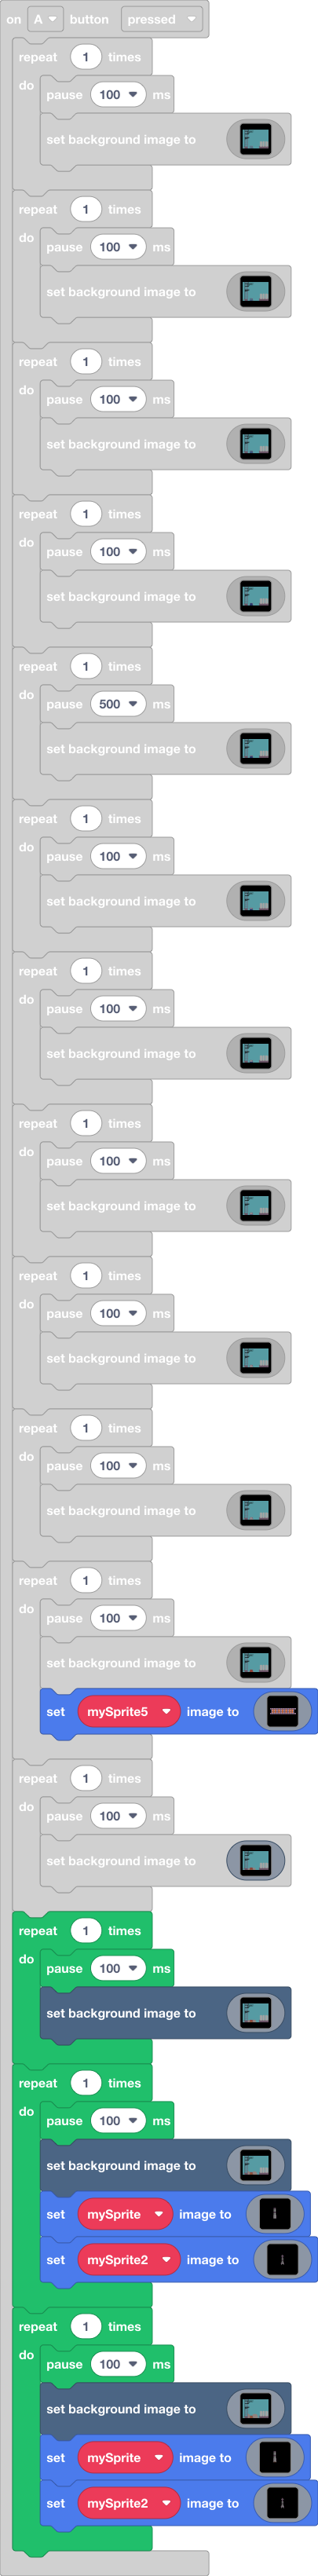 on A button pressed
repeat 1 times
do
pause 100 ms
set background image to
repeat 1 times
do
pause 100 ms
set background image to
repeat 1 times
do
pause 100 ms
set background image to
repeat 1 times
do
pause 100 ms
set background image to
repeat 1 times
do
pause 500 ms
set background image to
repeat 1 times
do
pause 100 ms
set background image to
repeat 1 times
do
pause 100 ms
set background image to
repeat 1 times
do
pause 100 ms
set background image to
repeat 1 times
do
pause 100 ms
set background image to
repeat 1 times
do
pause 100 ms
set background image to
repeat 1 times
do
pause 100 ms
set background image to
set mySprite5 image to
repeat 1 times
do
pause 100 ms
set background image to
repeat 1 times
do
pause 100 ms
set background image to
repeat 1 times
do
pause 100 ms
set background image to
set mySprite image to
set mySprite2 image to
repeat 1 times
do
pause 100 ms
set background image to
set mySprite image to
set mySprite2 image to